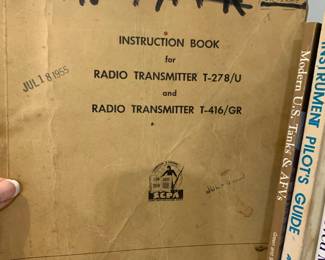 INSTRUCTION BOOK
for
RADIO TRANSMITTER T-278/U
and
RADIO TRANSMITTER T-416/GR
JUL 18 1955
SCPA
Modern U.S. Tanks & AFVs
INSTRUMENT PILOT'S GUIDE